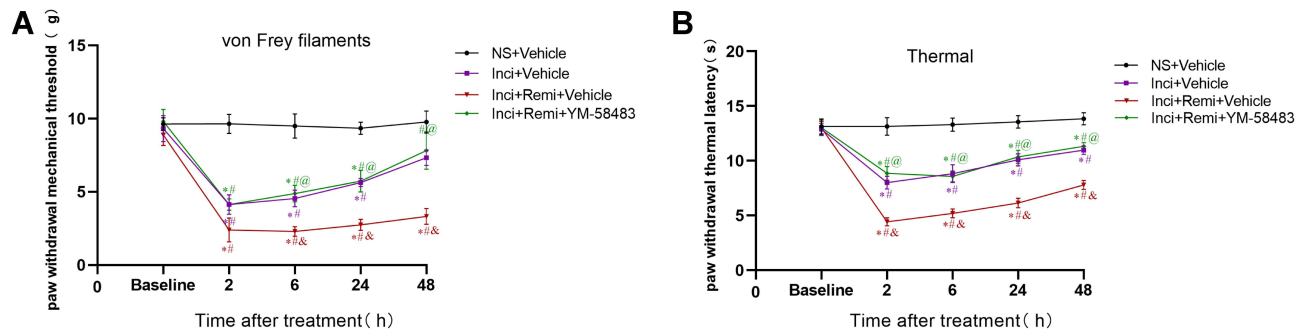 A
von Frey filaments
paw withdrawal mechanical threshold( g)
15
10
5
0
0
Baseline
2
6
24
48
Time after treatment( h)
NS+Vehicle
Inci+Vehicle
Inci+Remi+Vehicle
Inci+Remi+YM-58483
*#
*#@
*#@
#@
*#
*#
*#
*#
*#&
*#&
*#&
B
Thermal
paw withdrawal thermal latency( s)
20
15
10
5
0
0
Baseline
2
6
24
48
Time after treatment( h)
NS+Vehicle
Inci+Vehicle
Inci+Remi+Vehicle
Inci+Remi+YM-58483
*#@
*#@
*#@
*#@
*#
*#
*#
*#
*#&
*#&
*#&
*#&